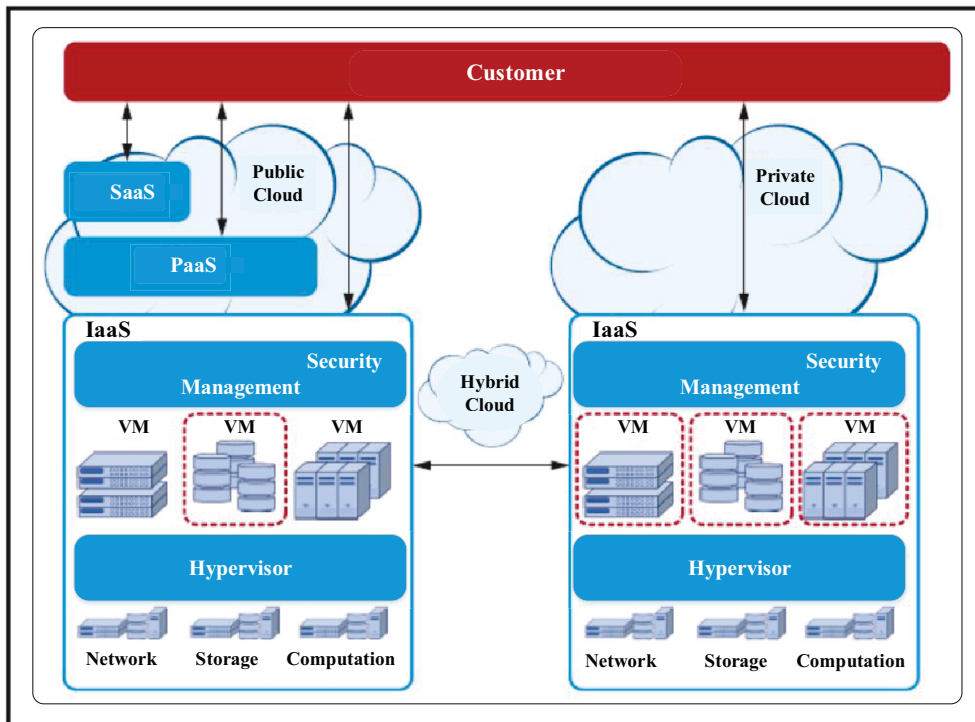 Customer
SaaS
Public
Cloud
PaaS
Private
Cloud
IaaS
Security
Management
VM VM VM
Hypervisor
Network Storage Computation
Hybrid
Cloud
IaaS
Security
Management
VM VM VM
Hypervisor
Network Storage Computation